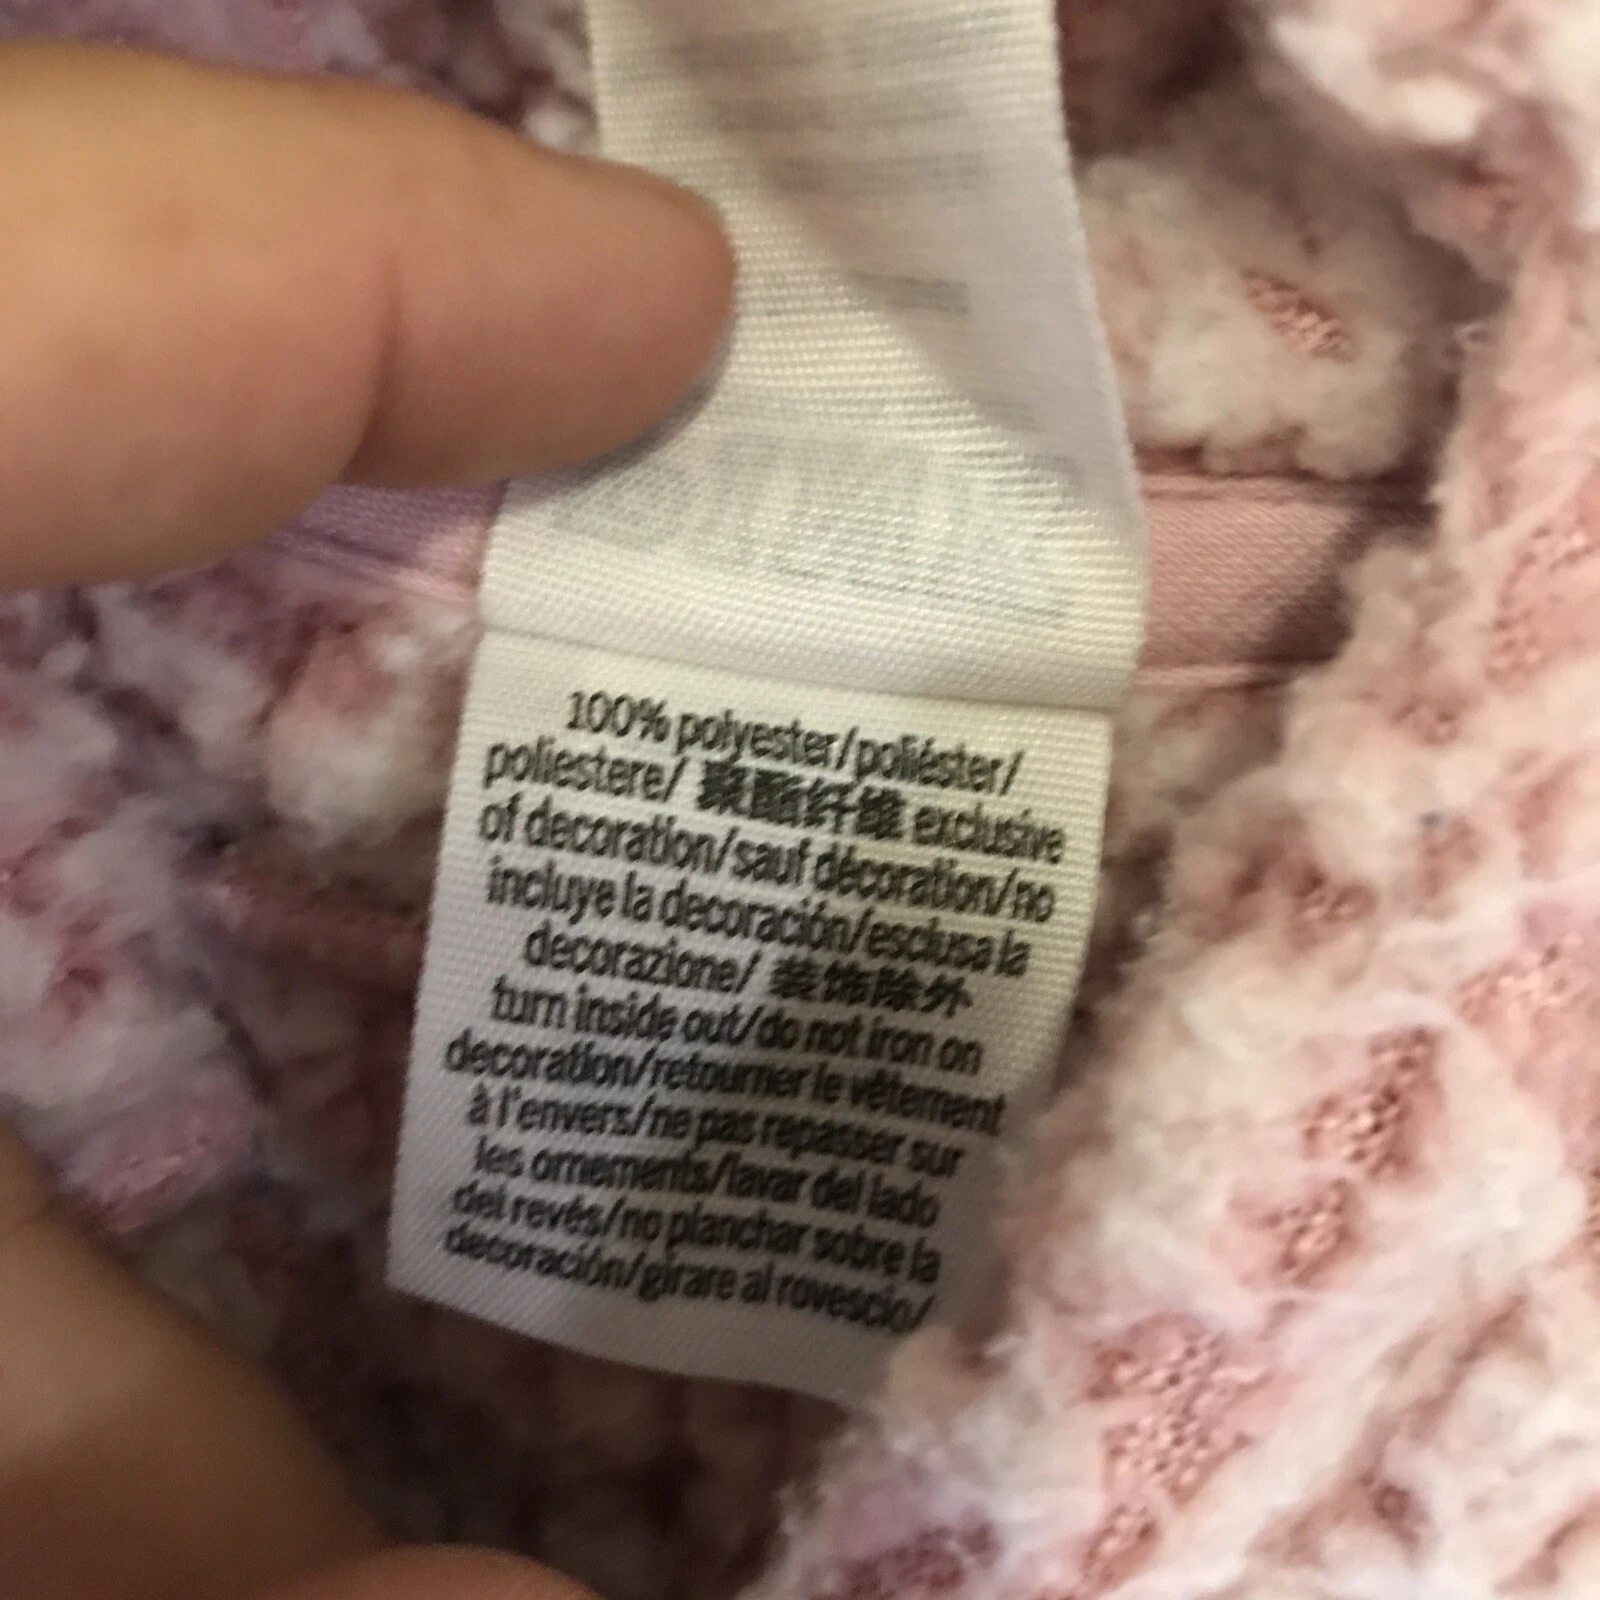 100% polyester/poliéster/
poliestere/ 聚酯纤维 exclusive
of decoration/sauf décoration/no
incluye la decoración/esclusa la
decorazione/ 装饰除外
turn inside out/do not iron on
decoration/retourner le vêtement
à l'envers/ne pas repasser sur
les ornements/lavar del lado
del revés/no planchar sobre la
decoración/girare al rovescio/